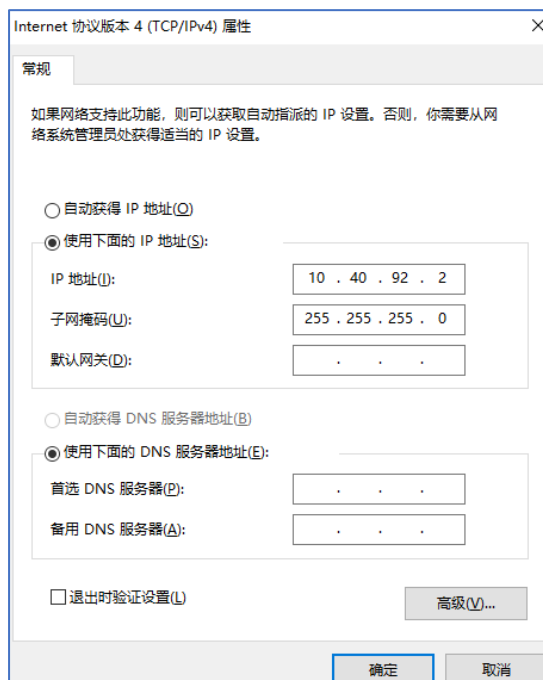 Internet 协议版本 4 (TCP/IPv4) 属性
常规
如果网络支持此功能，则可以获取自动指派的 IP 设置。否则，你需要从网
络系统管理员处获得适当的 IP 设置。
自动获得 IP 地址(O)
使用下面的 IP 地址(S):
IP 地址(I): 10 . 40 . 92 . 2
子网掩码(U): 255 . 255 . 255 . 0
默认网关(D): . . .
自动获得 DNS 服务器地址(B)
使用下面的 DNS 服务器地址(E):
首选 DNS 服务器(P): . . .
备用 DNS 服务器(A): . . .
退出时验证设置(L)
高级(V)...
确定 取消